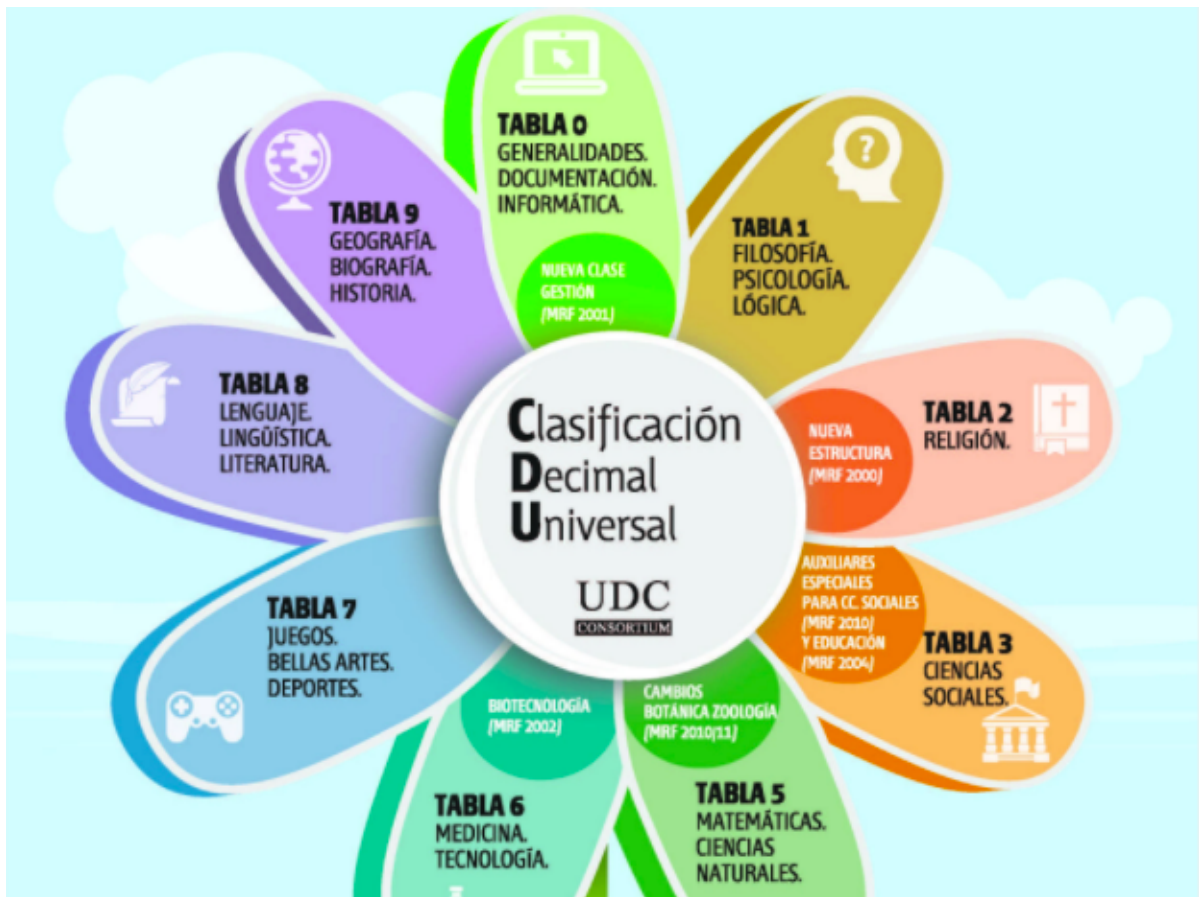 TABLA 0
GENERALIDADES.
DOCUMENTACIÓN.
INFORMÁTICA.
NUEVA CLASE
GESTIÓN
(MRF 2001)
?
TABLA 1
FILOSOFÍA.
PSICOLOGÍA.
LÓGICA.
TABLA 2
RELIGIÓN.
NUEVA
ESTRUCTURA
(MRF 2000)
AUXILIARES
ESPECIALES
PARA CC. SOCIALES
(MRF 2010)
Y EDUCACIÓN
(MRF 2004)
TABLA 3
CIENCIAS
SOCIALES.
CAMBIOS
BOTÁNICA ZOOLOGÍA
(MRF 2010/11)
TABLA 5
MATEMÁTICAS.
CIENCIAS
NATURALES.
BIOTECNOLOGÍA
(MRF 2002)
TABLA 6
MEDICINA.
TECNOLOGÍA.
TABLA 7
JUEGOS.
BELLAS ARTES.
DEPORTES.
TABLA 8
LENGUAJE.
LINGÜÍSTICA.
LITERATURA.
TABLA 9
GEOGRAFÍA.
BIOGRAFÍA.
HISTORIA.
Clasificación
Decimal
Universal
UDC
CONSORTIUM